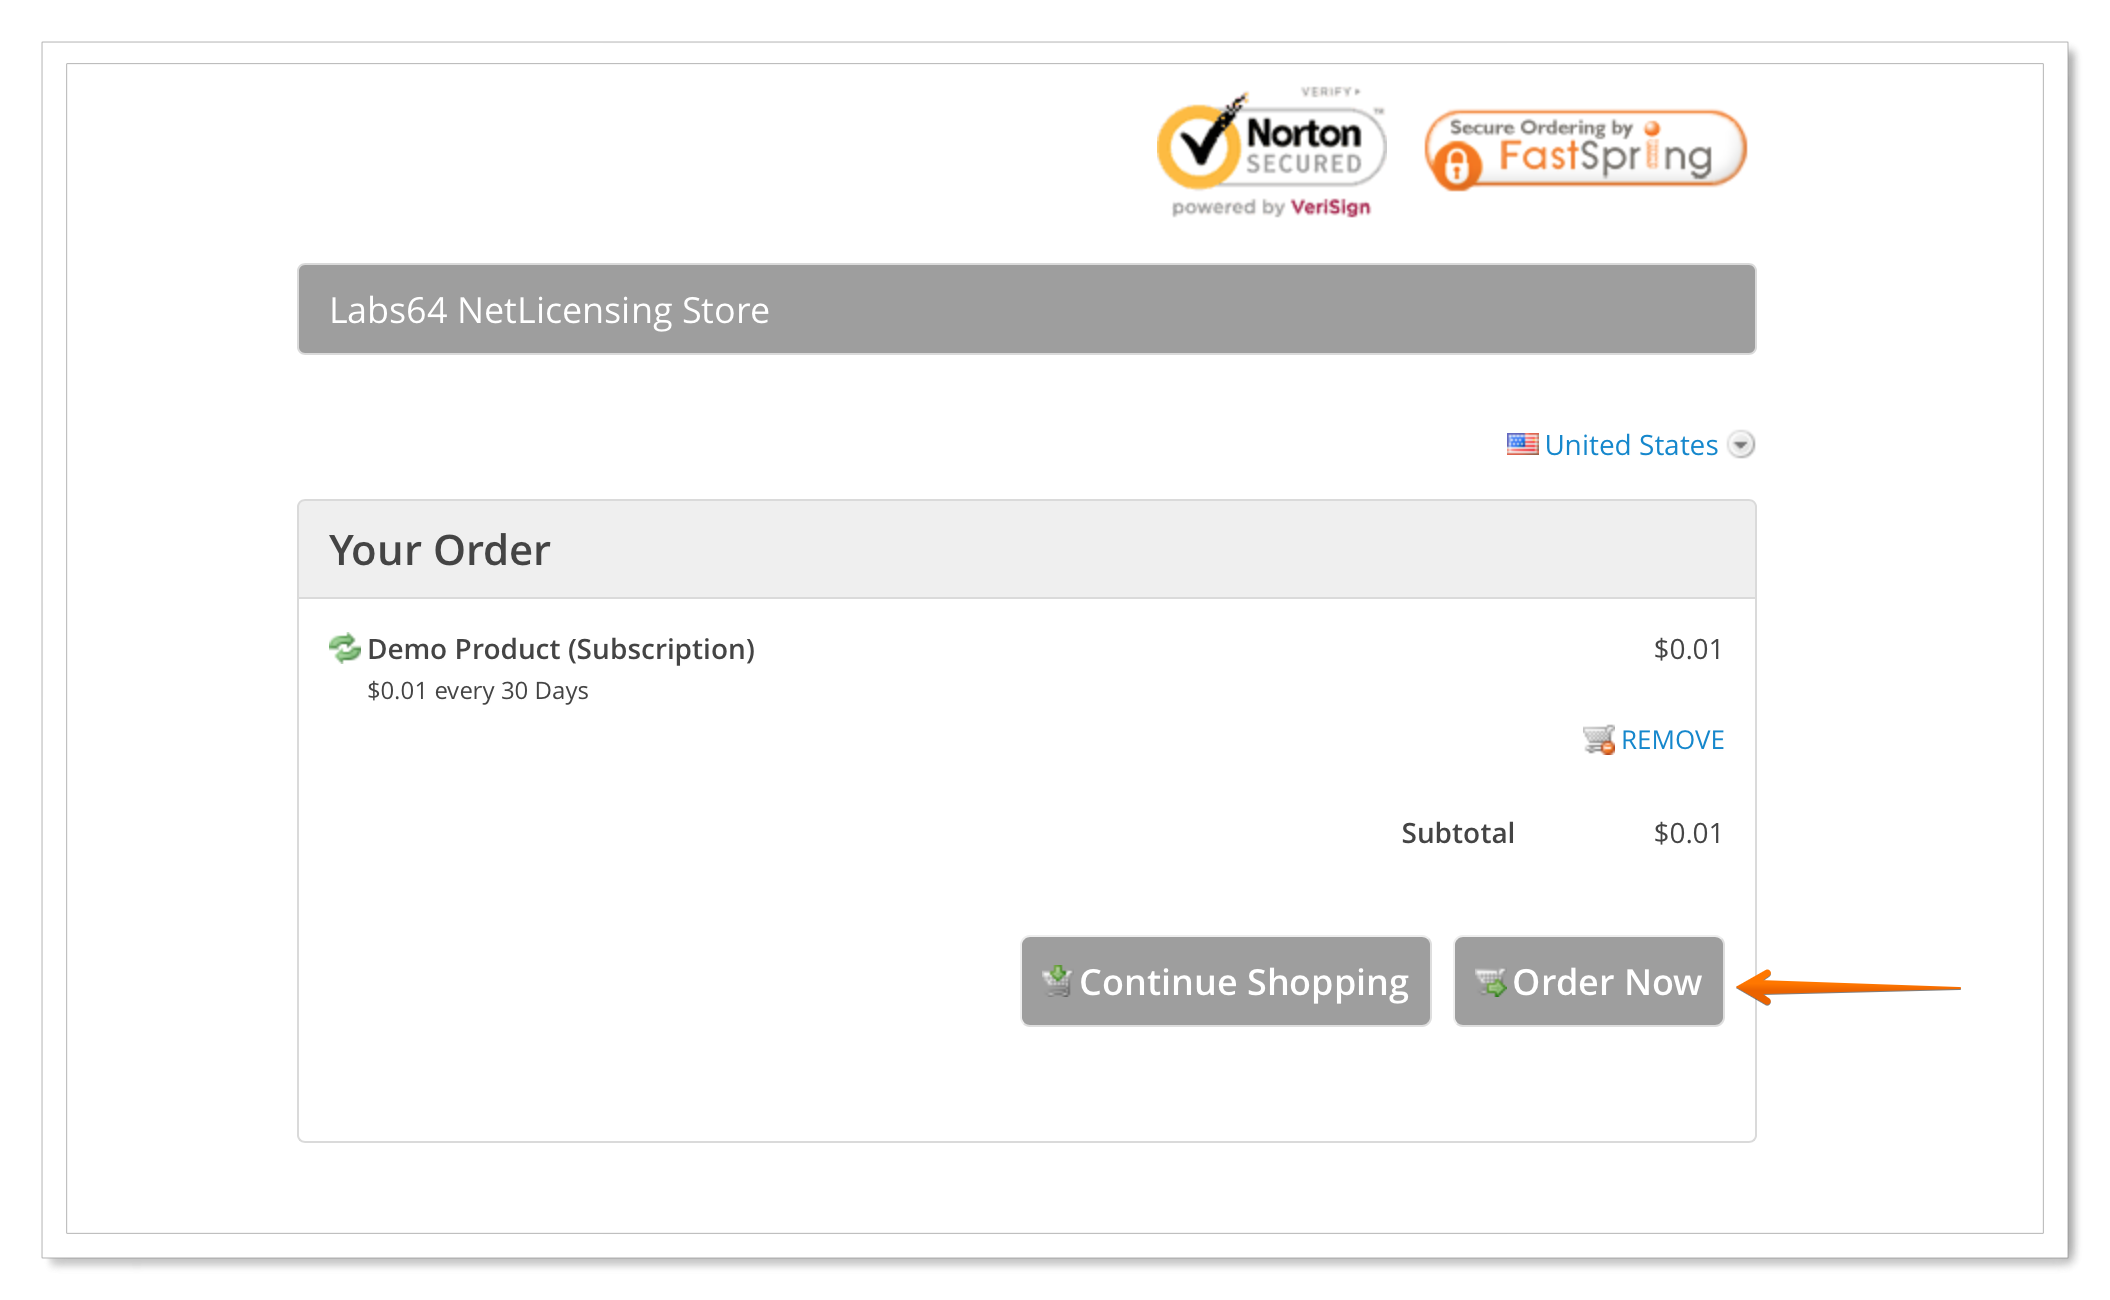 VERIFY
Norton
SECURED
™
powered by VeriSign
Secure Ordering by
FastSpring
Labs64 NetLicensing Store
United States
Your Order
Demo Product (Subscription) $0.01
$0.01 every 30 Days
REMOVE
Subtotal $0.01
Continue Shopping Order Now